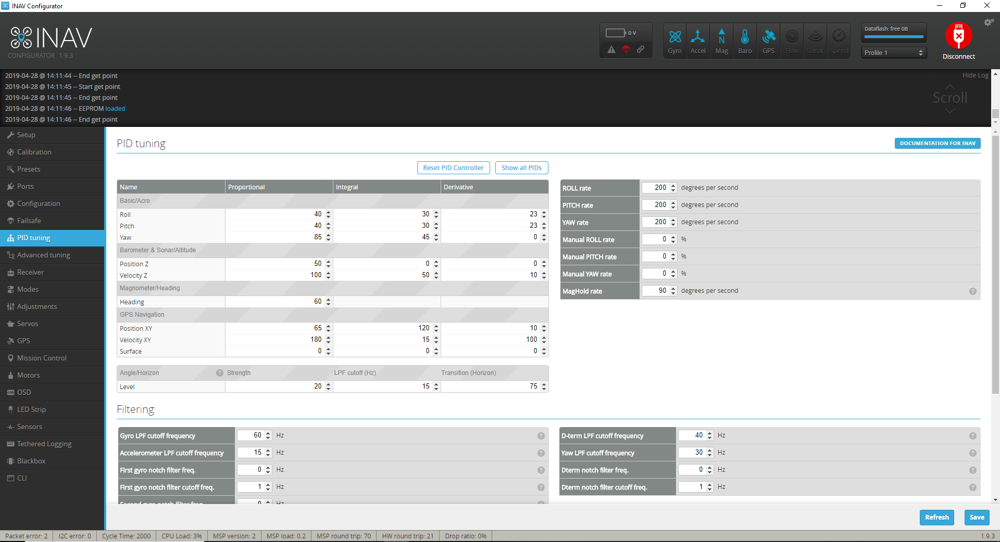 INAV Configurator
INAV
CONFIGURATOR 1.9.3
0 V
Gyro Accel Mag Baro GPS Flow Sonar Speed
Dataflash: free 0B
Profile 1
Disconnect
2019-04-28 @ 14:11:44 -- End get point
2019-04-28 @ 14:11:45 -- Start get point
2019-04-28 @ 14:11:45 -- End get point
2019-04-28 @ 14:11:46 -- EEPROM loaded
2019-04-28 @ 14:11:46 -- End get point
Hide Log
Scroll
Setup
Calibration
Presets
Ports
Configuration
Failsafe
PID tuning
Advanced tuning
Receiver
Modes
Adjustments
Servos
GPS
Mission Control
Motors
OSD
LED Strip
Sensors
Tethered Logging
Blackbox
CLI
PID tuning
DOCUMENTATION FOR INAV
Reset PID Controller Show all PIDs
Name Proportional Integral Derivative
Basic/Acro
Roll 40 30 23
Pitch 40 30 23
Yaw 85 45 0
Barometer & Sonar/Altitude
Position Z 50 0 0
Velocity Z 100 50 10
Magnometer/Heading
Heading 60
GPS Navigation
Position XY 65 120 10
Velocity XY 180 15 100
Surface 0 0 0
Angle/Horizon ? Strength LPF cutoff (Hz) Transition (Horizon)
Level 20 15 75
ROLL rate 200 degrees per second
PITCH rate 200 degrees per second
YAW rate 200 degrees per second
Manual ROLL rate 0 %
Manual PITCH rate 0 %
Manual YAW rate 0 %
MagHold rate 90 degrees per second ?
Filtering
Gyro LPF cutoff frequency 60 Hz ?
Accelerometer LPF cutoff frequency 15 Hz ?
First gyro notch filter freq. 0 Hz ?
First gyro notch filter cutoff freq. 1 Hz ?
Second gyro notch filter freq. 0 Hz ?
D-term LPF cutoff frequency 40 Hz ?
Yaw LPF cutoff frequency 30 Hz ?
Dterm notch filter freq. 0 Hz ?
Dterm notch filter cutoff freq. 1 Hz ?
Refresh Save
Packet error: 2 I2C error: 0 Cycle Time: 2000 CPU Load: 3% MSP version: 2 MSP load: 0.2 MSP round trip: 70 HW round trip: 21 Drop ratio: 0% 1.9.3